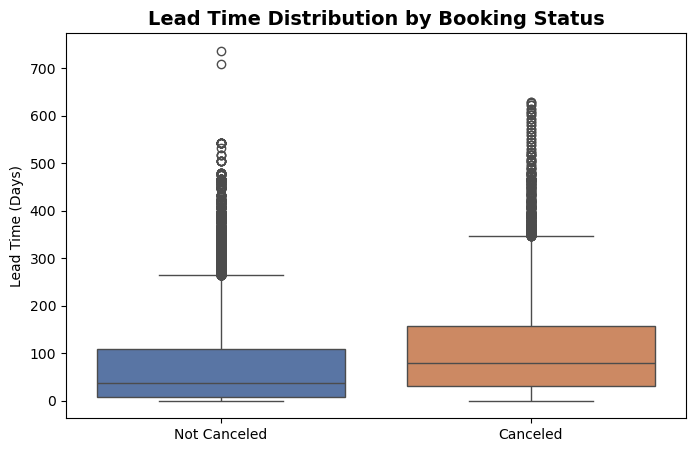 Lead Time Distribution by Booking Status
Lead Time (Days)
700
600
500
400
300
200
100
0
Not Canceled
Canceled